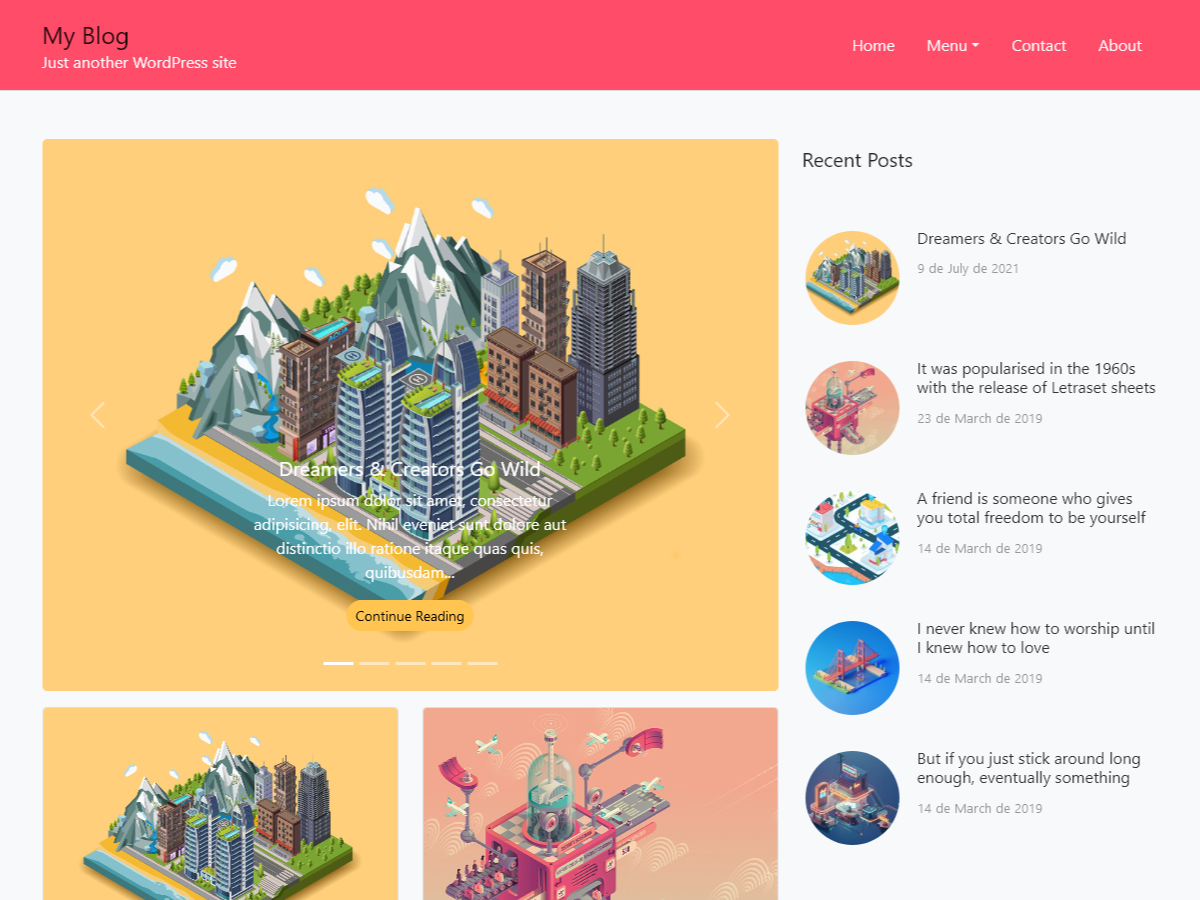 My Blog
Just another WordPress site
Home
Menu
Contact
About
Recent Posts
Dreamers & Creators Go Wild
9 de July de 2021
It was popularised in the 1960s
with the release of Letraset sheets
23 de March de 2019
A friend is someone who gives
you total freedom to be yourself
14 de March de 2019
I never knew how to worship until
I knew how to love
14 de March de 2019
But if you just stick around long
enough, eventually something
14 de March de 2019
H
H
Dreamers & Creators Go Wild
Lorem ipsum dolor sit amet, consectetur
adipisicing, elit. Nihil eveniet sunt dolore aut
distinctio illo ratione itaque quas quis,
quibusdam...
Continue Reading